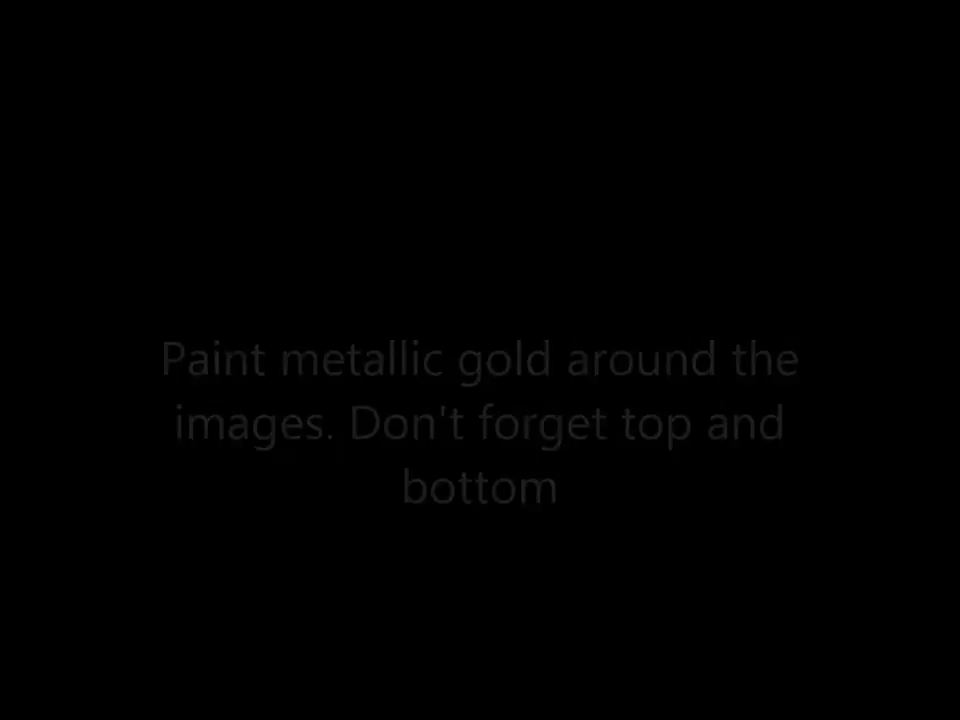 Paint metallic gold around the
images. Don't forget top and
bottom